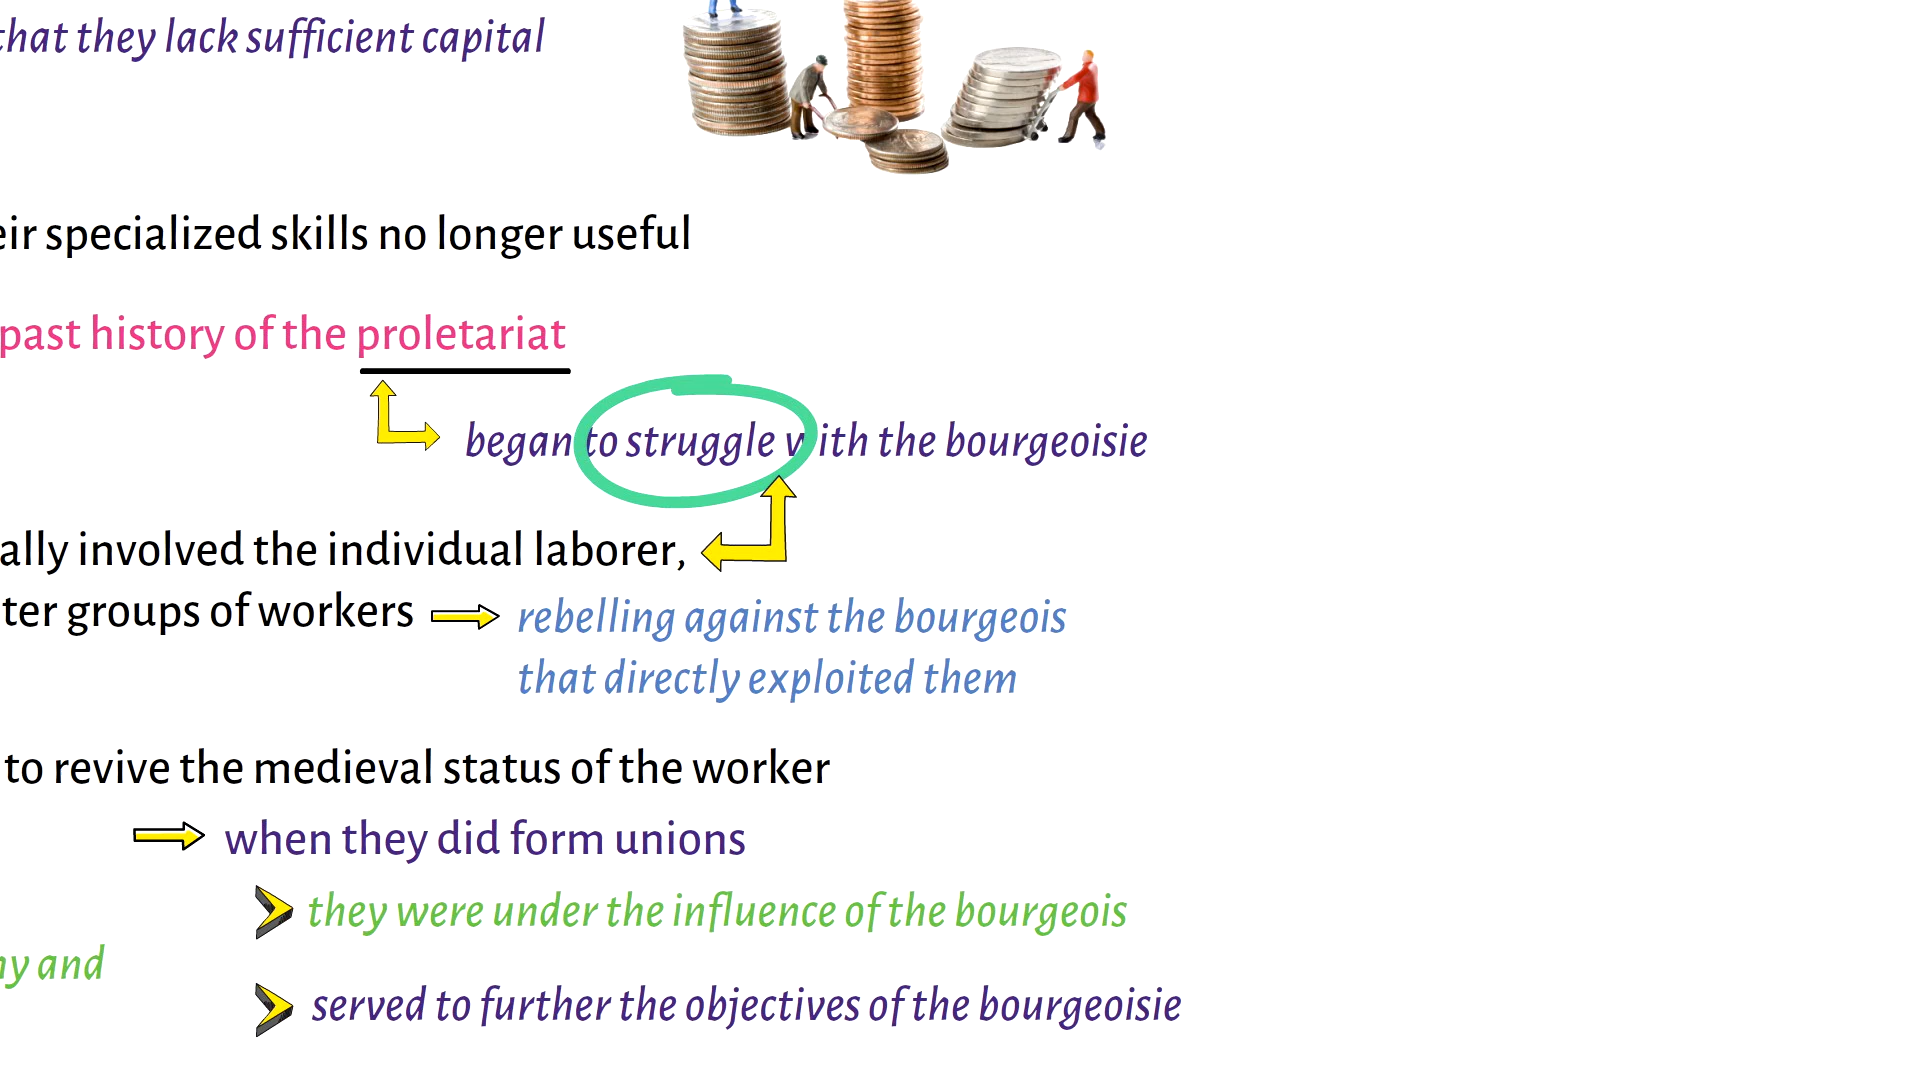 that they lack sufficient capital
specialized skills no longer useful
past history of the proletariat
began to struggle with the bourgeoisie
involved the individual laborer,
groups of workers
rebelling against the bourgeois
that directly exploited them
to revive the medieval status of the worker
when they did form unions
they were under the influence of the bourgeois
and
served to further the objectives of the bourgeoisie